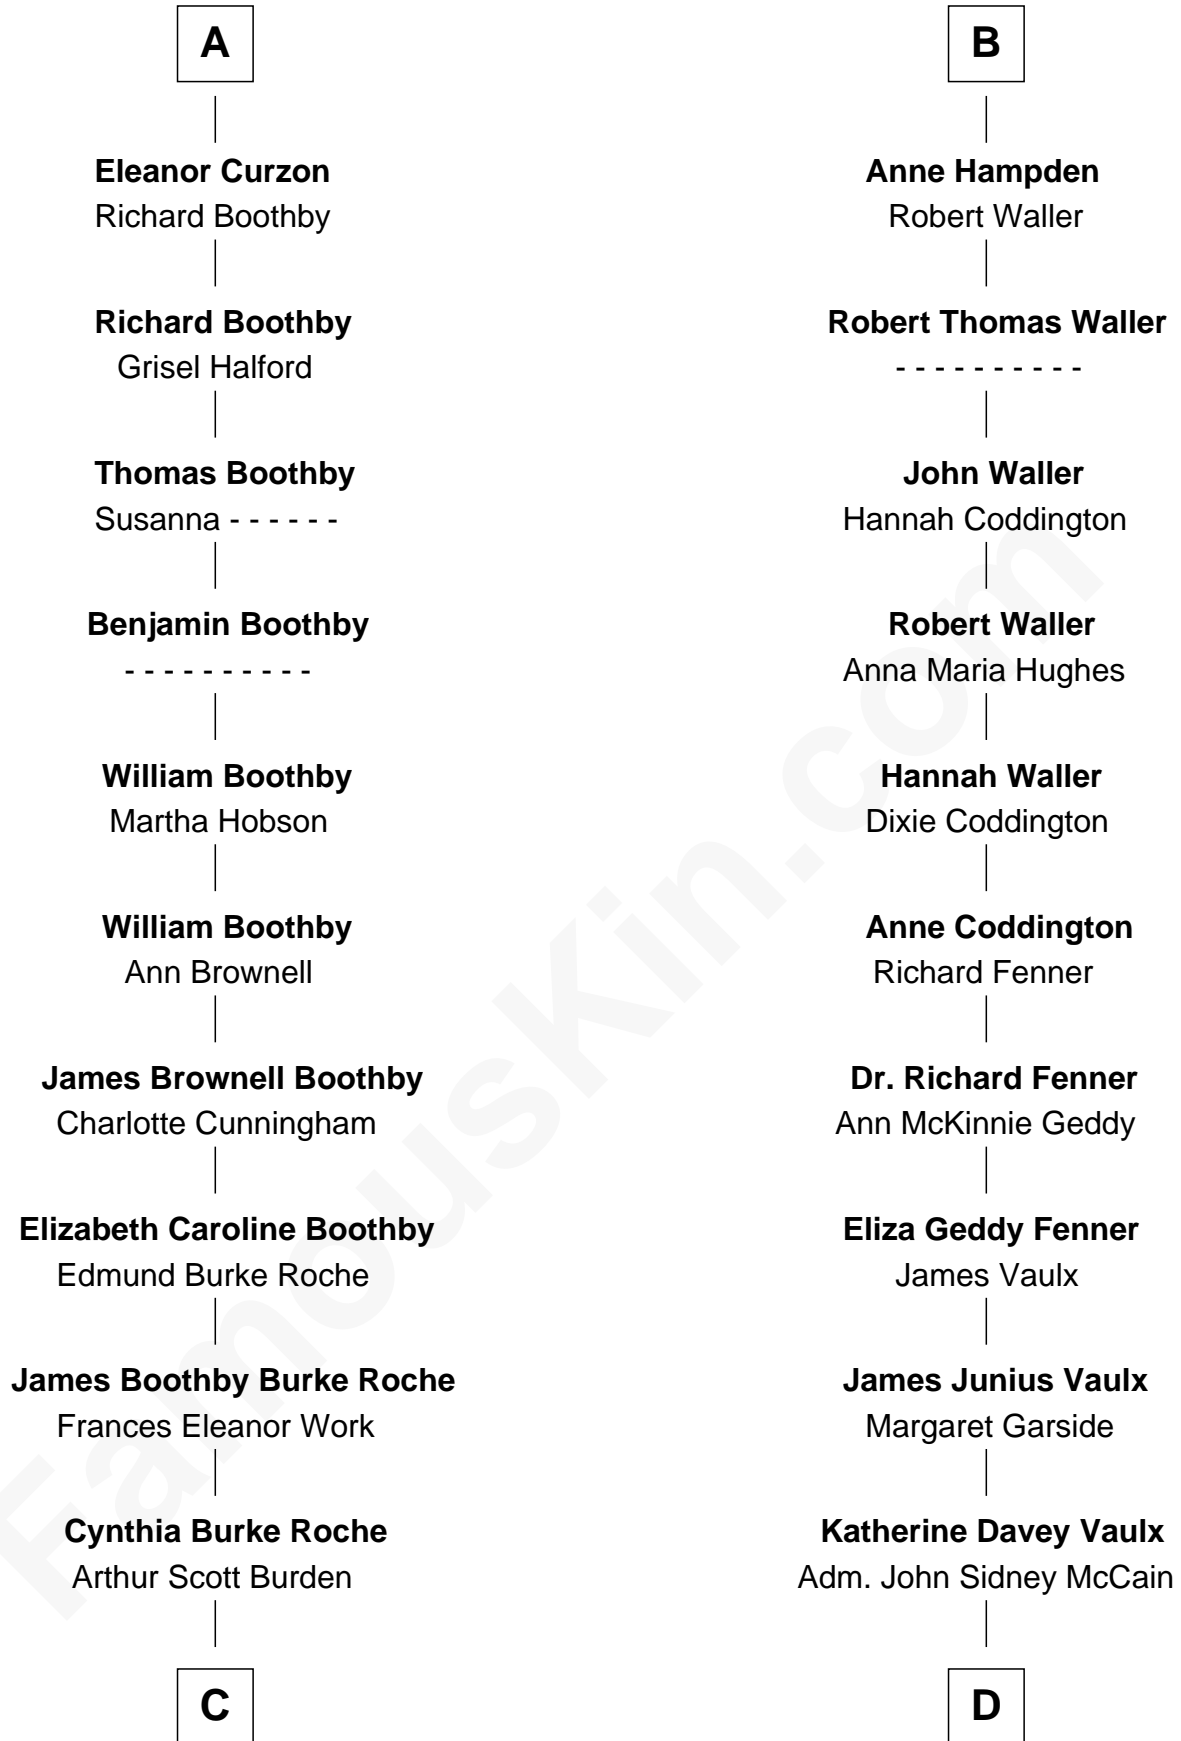 A
Eleanor Curzon
Richard Boothby
Richard Boothby
Grisel Halford
Thomas Boothby
Susanna - - - - - -
Benjamin Boothby
- - - - - - - - - -
William Boothby
Martha Hobson
William Boothby
Ann Brownell
James Brownell Boothby
Charlotte Cunningham
Elizabeth Caroline Boothby
Edmund Burke Roche
James Boothby Burke Roche
Frances Eleanor Work
Cynthia Burke Roche
Arthur Scott Burden
C
B
Anne Hampden
Robert Waller
Robert Thomas Waller
- - - - - - - - - -
John Waller
Hannah Coddington
Robert Waller
Anna Maria Hughes
Hannah Waller
Dixie Coddington
Anne Coddington
Richard Fenner
Dr. Richard Fenner
Ann McKinnie Geddy
Eliza Geddy Fenner
James Vaulx
James Junius Vaulx
Margaret Garside
Katherine Davey Vaulx
Adm. John Sidney McCain
D
FamousKin.com